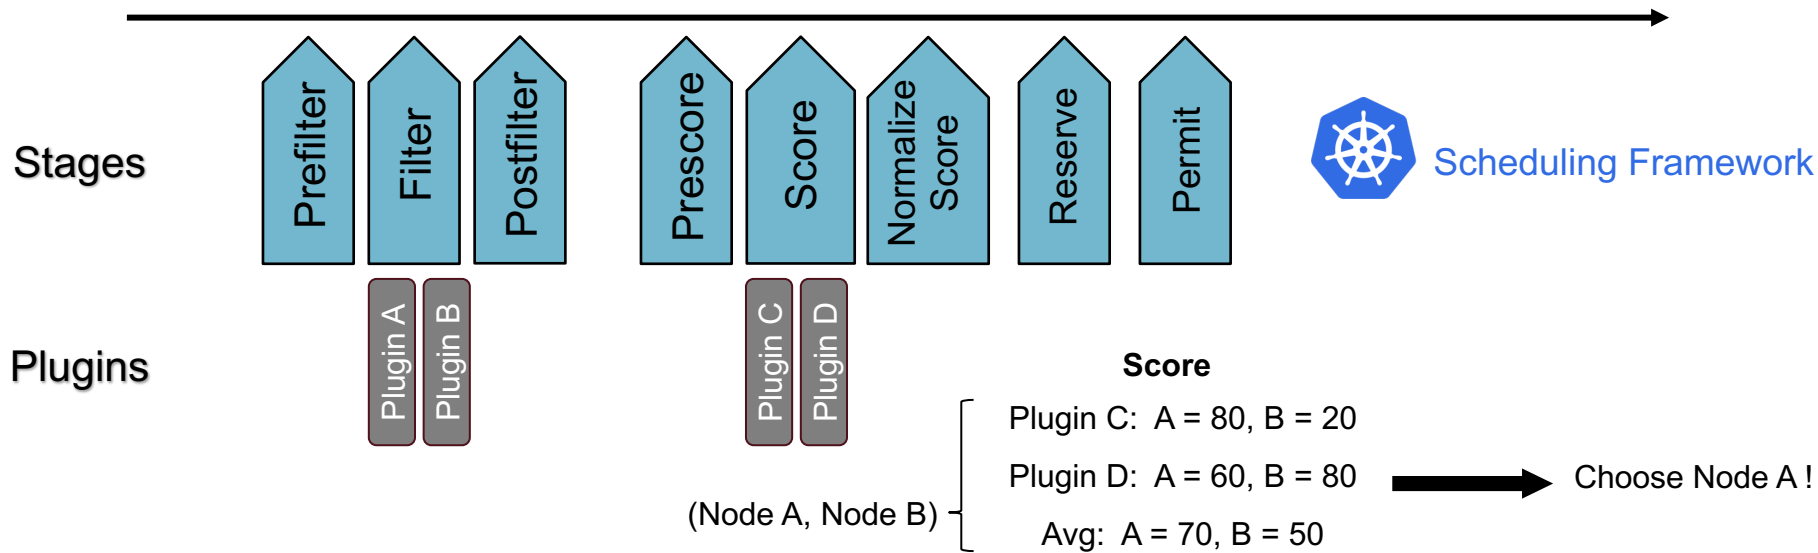 Stages
Prefilter
Filter
Postfilter
Prescore
Score
Normalize
Score
Reserve
Permit
Scheduling Framework
Plugins
Plugin A
Plugin B
Plugin C
Plugin D
Score
Plugin C: A = 80, B = 20
Plugin D: A = 60, B = 80
Avg: A = 70, B = 50
(Node A, Node B)
Choose Node A !